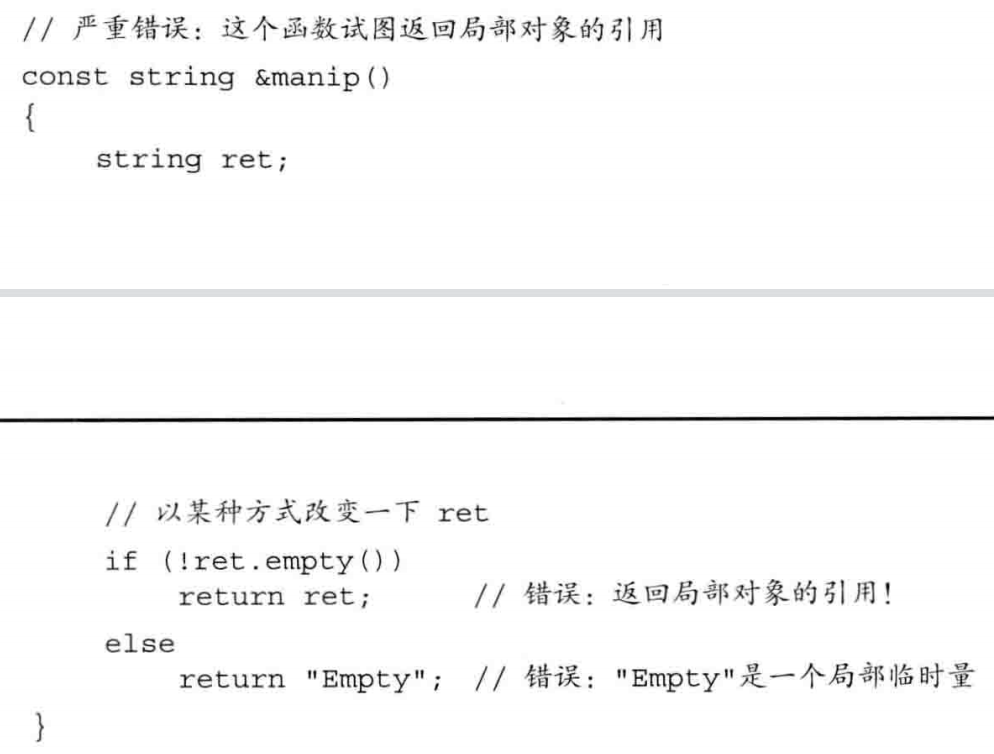 // 严重错误：这个函数试图返回局部对象的引用
const string &manip()
{
    string ret;
    // 以某种方式改变一下 ret
    if (!ret.empty())
        return ret;     // 错误：返回局部对象的引用！
    else
        return "Empty"; // 错误："Empty"是一个局部临时量
}